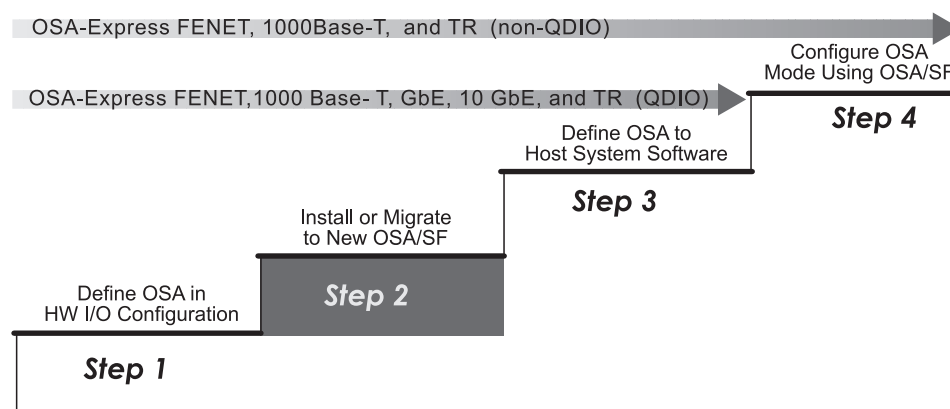 OSA-Express FENET, 1000Base-T, and TR (non-QDIO)
Configure OSA
Mode Using OSA/SF
OSA-Express FENET,1000 Base- T, GbE, 10 GbE, and TR (QDIO)
Step 4
Define OSA to
Host System Software
Step 3
Install or Migrate
to New OSA/SF
Step 2
Define OSA in
HW I/O Configuration
Step 1